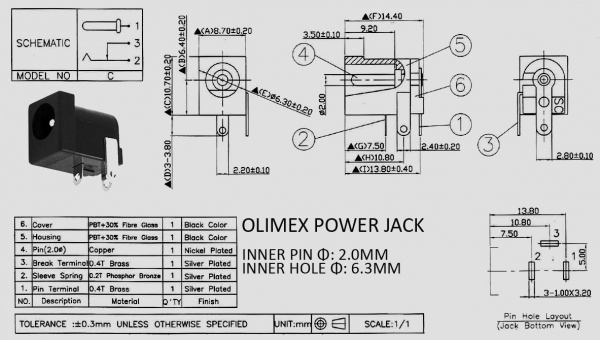 SCHEMATIC
1
3
2
MODEL NO
C
▲(A)8.70±0.20
▲(B)6.40±0.20
▲(C)10.70±0.20
▲(D)3-3.80
▲(E)ø6.30±0.20
2.20±0.10
▲(F)14.40
9.20
3.50±0.10
4
ø2.00
5
6
2
1
▲(G)7.50
2.40±0.20
▲(H)10.80
▲(I)13.80±0.40
3
2.80±0.10
6. Cover PBT+30% Fibre Glass 1 Black Color
5. Housing PBT+30% Fibre Glass 1 Black Color
4. Pin(2.0ø) Copper 1 Nickel Plated
3. Break Terminal 0.4T Brass 1 Silver Plated
2. Sleeve Spring 0.2T Phosphor Bronze 1 Silver Plated
1. Pin Terminal 0.4T Brass 1 Silver Plated
NO. Description Material Q'TY Finish
OLIMEX POWER JACK
INNER PIN Φ: 2.0MM
INNER HOLE Φ: 6.3MM
13.80
10.80
7.50
3
2
1
5.00
3-1.00X3.20
Pin Hole Layout
(Jack Bottom View)
TOLERANCE :±0.3mm UNLESS OTHERWISE SPECIFIED UNIT:mm SCALE:1/1